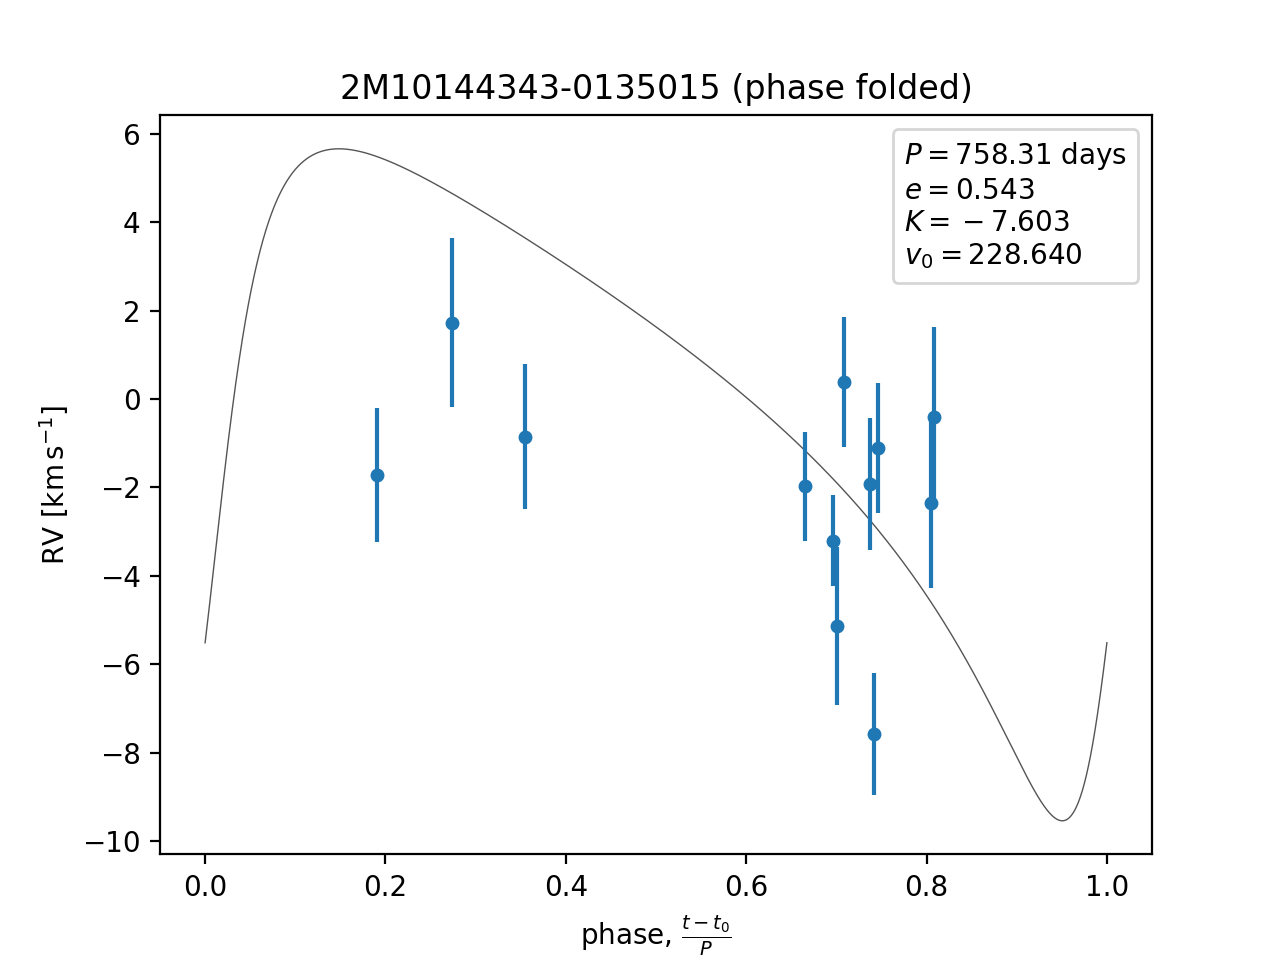 2M10144343-0135015 (phase folded)
P = 758.31 days
e = 0.543
K = −7.603
v₀ = 228.640
6
4
2
0
−2
−4
−6
−8
−10
RV [km s⁻¹]
0.0 0.2 0.4 0.6 0.8 1.0
phase, (t − t₀)/P